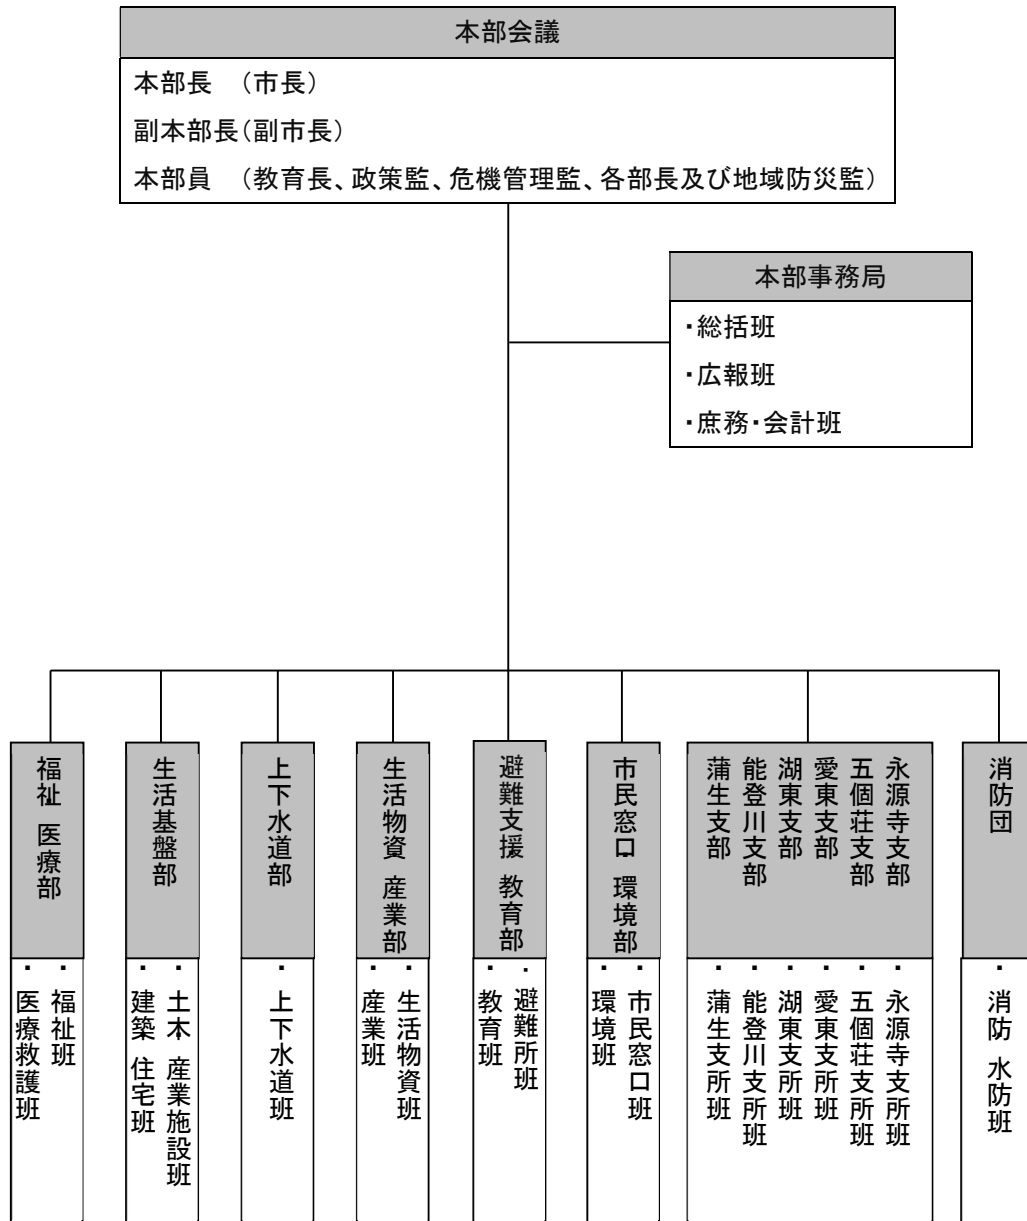 本部会議
本部長　（市長）
副本部長（副市長）
本部員　（教育長、政策監、危機管理監、各部長及び地域防災監）
本部事務局
・総括班
・広報班
・庶務・会計班
福祉・医療部
・福祉班
・医療救護班
生活基盤部
・土木・産業施設班
・建築・住宅班
上下水道部
・上下水道班
生活物資・産業部
・生活物資班
・産業班
避難支援・教育部
・避難所班
・教育班
市民窓口・環境部
・市民窓口班
・環境班
永源寺支部
五個荘支部
愛東支部
湖東支部
能登川支部
蒲生支部
・永源寺支所班
・五個荘支所班
・愛東支所班
・湖東支所班
・能登川支所班
・蒲生支所班
消防団
・消防・水防班